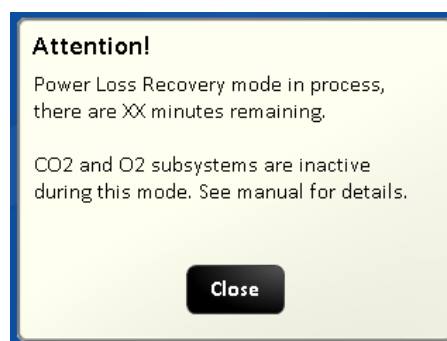 Attention!
Power Loss Recovery mode in process,
there are XX minutes remaining.
CO2 and O2 subsystems are inactive
during this mode. See manual for details.
Close